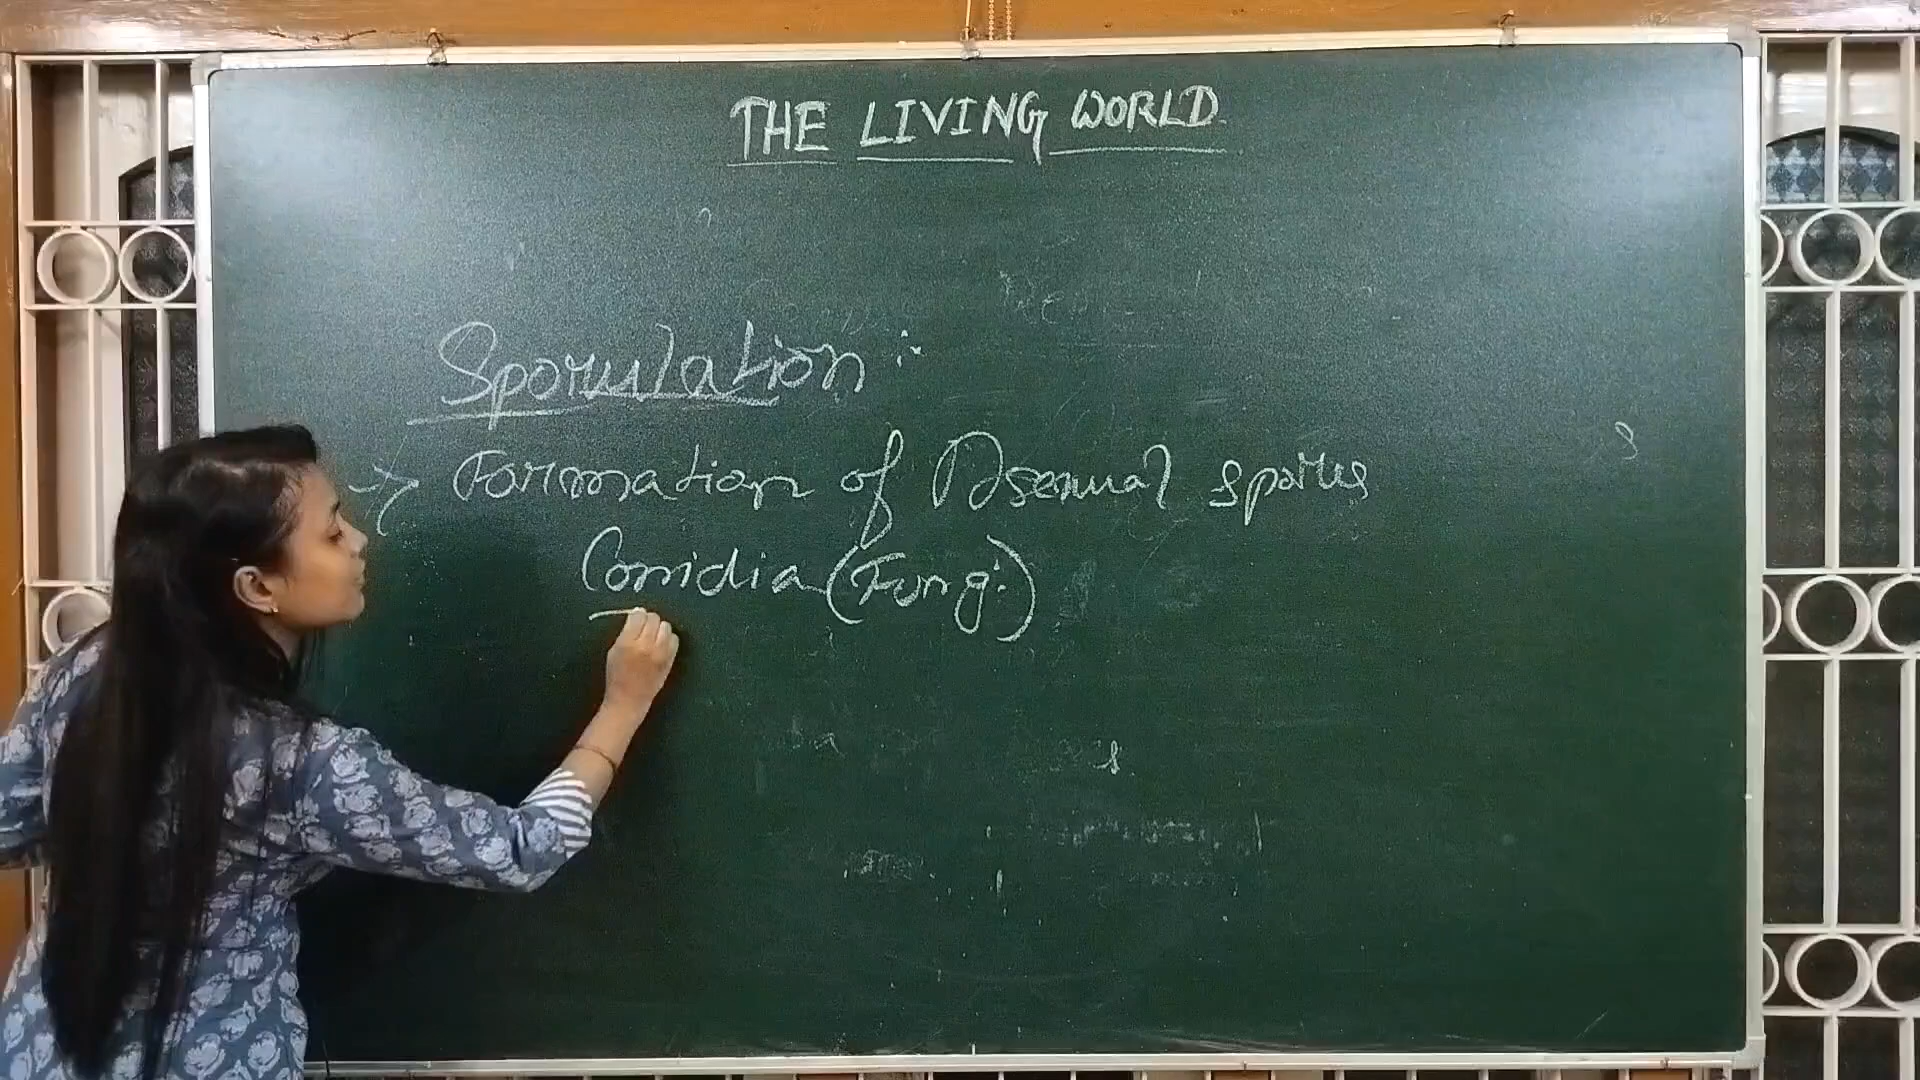 THE LIVING WORLD
Sporulation :
→ Formation of Asexual spores
Conidia (Fungi)